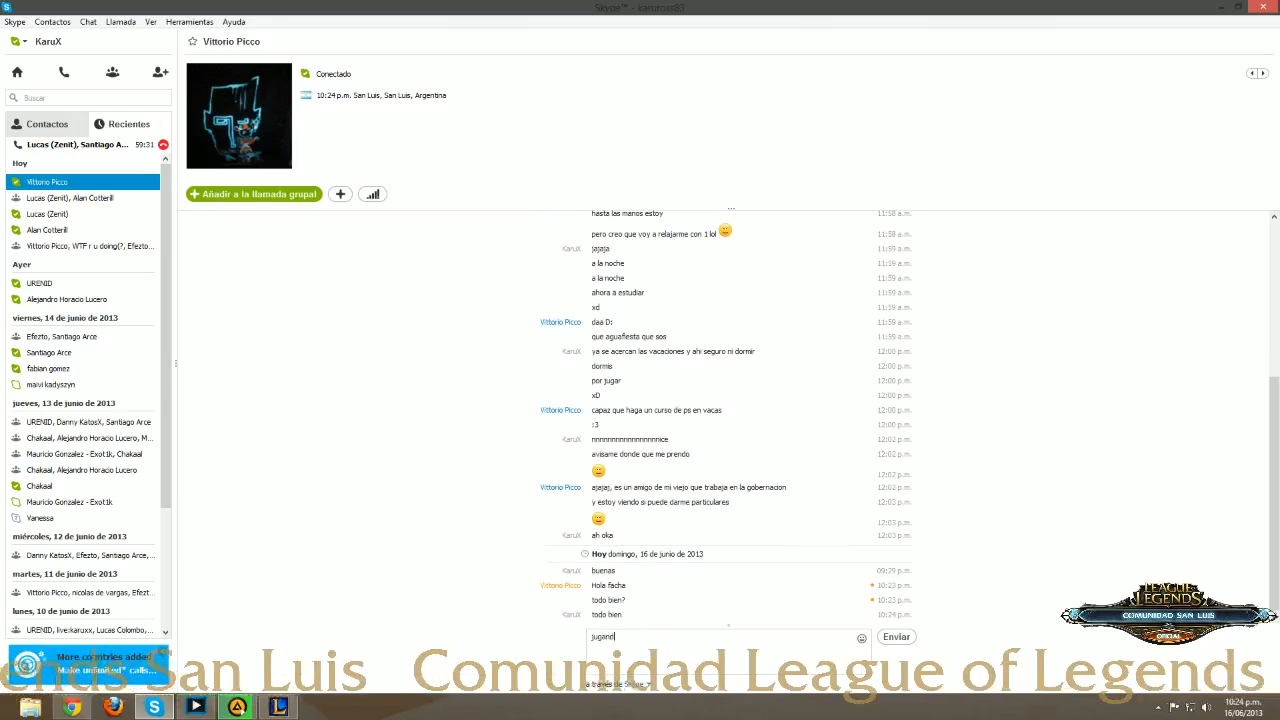 Skype™ - karutoas83
Skype Contactos Chat Llamada Ver Herramientas Ayuda
KaruX
Buscar
Contactos Recientes
Lucas (Zenit), Santiago A... 59:31
Hoy
Vittorio Picco
Lucas (Zenit), Alan Cotterill
Lucas (Zenit)
Alan Cotterill
Vittorio Picco, WTF r u doing(?, Efezto...
Ayer
URENID
Alejandro Horacio Lucero
viernes, 14 de junio de 2013
Efezto, Santiago Arce
Santiago Arce
fabian gomez
maivi kadyszyn
jueves, 13 de junio de 2013
URENID, Danny KatosX, Santiago Arce
Chakaal, Alejandro Horacio Lucero, M...
Mauricio Gonzalez - Exot1k, Chakaal
Chakaal, Alejandro Horacio Lucero
Chakaal
Mauricio Gonzalez - Exot1k
Vanessa
miércoles, 12 de junio de 2013
Danny KatosX, Efezto, Santiago Arce,...
martes, 11 de junio de 2013
Vittorio Picco, nicolas de vargas, Efezt...
lunes, 10 de junio de 2013
URENID, live:karuxx, Lucas Colombo,...
More countries added
Make unlimited* calls...
Vittorio Picco
Conectado
10:24 p.m. San Luis, San Luis, Argentina
Añadir a la llamada grupal
hasta las manos estoy 11:58 a.m.
pero creo que voy a relajarme con 1 lol 11:58 a.m.
KaruX jajaja 11:59 a.m.
a la noche 11:59 a.m.
a la noche 11:59 a.m.
ahora a estudiar 11:59 a.m.
xd 11:59 a.m.
Vittorio Picco daa D: 11:59 a.m.
que aguafiesta que sos 11:59 a.m.
KaruX ya se acercan las vacaciones y ahi seguro ni dormir 12:00 p.m.
dormis 12:00 p.m.
por jugar 12:00 p.m.
xD 12:00 p.m.
Vittorio Picco capaz que haga un curso de ps en vacas 12:00 p.m.
:3 12:00 p.m.
KaruX nnnnnnnnnnnnnnnnnice 12:02 p.m.
avisame donde que me prendo 12:02 p.m.
12:02 p.m.
Vittorio Picco ajajaj, es un amigo de mi viejo que trabaja en la gobernacion 12:02 p.m.
y estoy viendo si puede darme particulares 12:03 p.m.
12:03 p.m.
KaruX ah oka 12:03 p.m.
Hoy domingo, 16 de junio de 2013
KaruX buenas 09:29 p.m.
Vittorio Picco Hola facha 10:23 p.m.
todo bien? 10:23 p.m.
KaruX todo bien 10:24 p.m.
jugand
Enviar
a través de Skype
LEAGUE OF LEGENDS
COMUNIDAD SAN LUIS
OFICIAL
ends San Luis Comunidad League of Legends
10:24 p.m.
16/06/2013